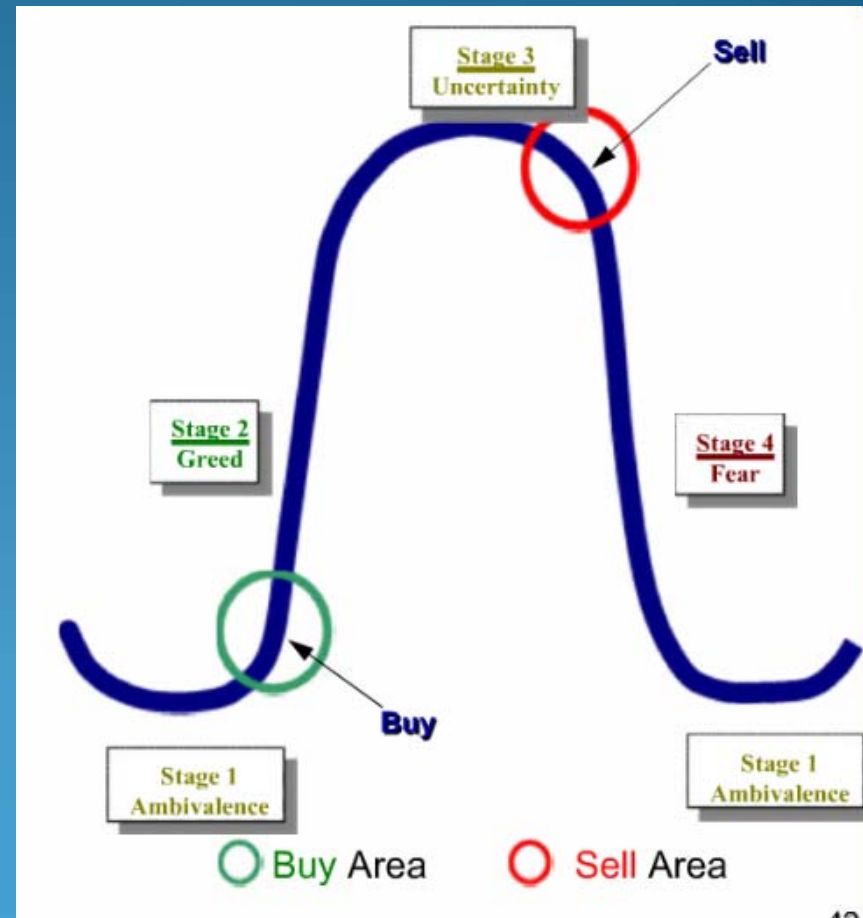 Stage 3
Uncertainty
Sell
Stage 2
Greed
Stage 4
Fear
Buy
Stage 1
Ambivalence
Stage 1
Ambivalence
Buy Area
Sell Area